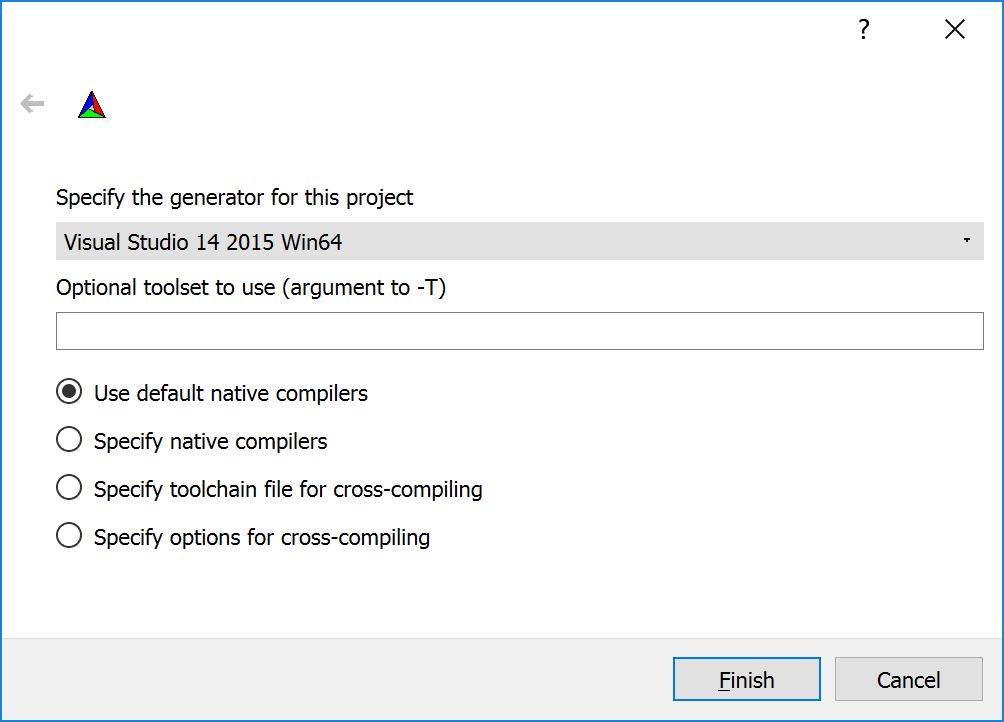 ?
Specify the generator for this project
Visual Studio 14 2015 Win64
Optional toolset to use (argument to -T)
Use default native compilers
Specify native compilers
Specify toolchain file for cross-compiling
Specify options for cross-compiling
Finish
Cancel